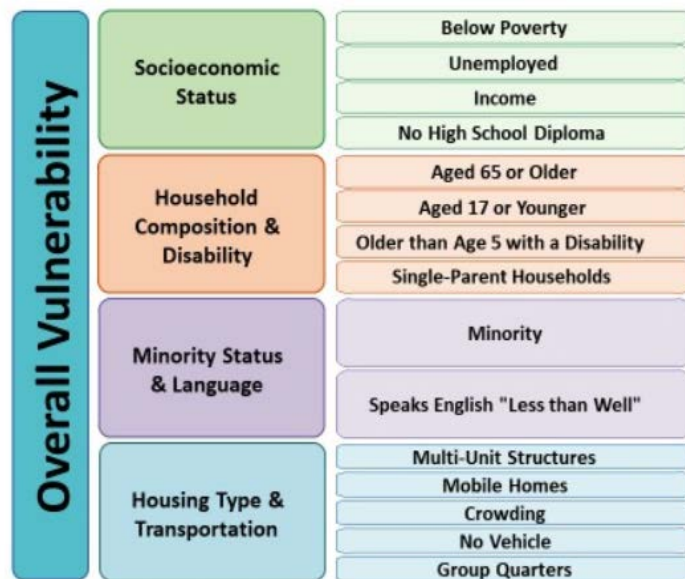 Overall Vulnerability
Socioeconomic
Status
Below Poverty
Unemployed
Income
No High School Diploma
Household
Composition &
Disability
Aged 65 or Older
Aged 17 or Younger
Older than Age 5 with a Disability
Single-Parent Households
Minority Status
& Language
Minority
Speaks English "Less than Well"
Housing Type &
Transportation
Multi-Unit Structures
Mobile Homes
Crowding
No Vehicle
Group Quarters